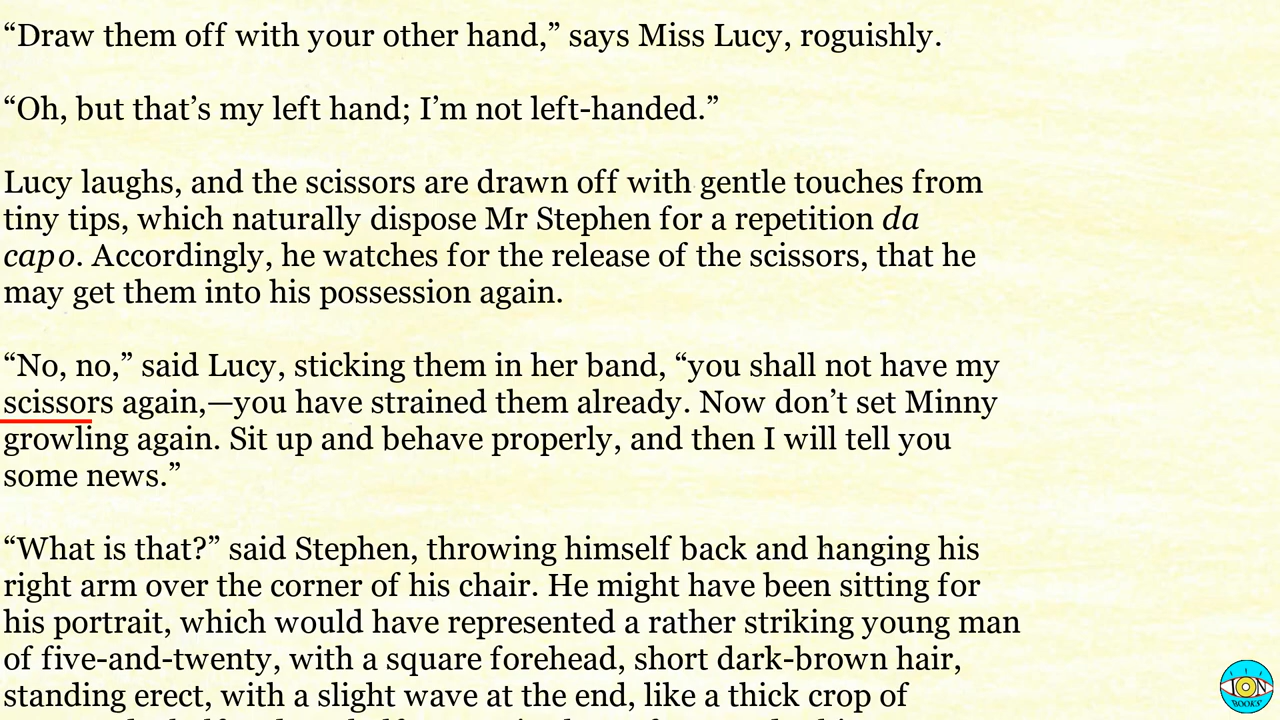 “Draw them off with your other hand,” says Miss Lucy, roguishly.
“Oh, but that’s my left hand; I’m not left-handed.”
Lucy laughs, and the scissors are drawn off with gentle touches from
tiny tips, which naturally dispose Mr Stephen for a repetition da
capo. Accordingly, he watches for the release of the scissors, that he
may get them into his possession again.
“No, no,” said Lucy, sticking them in her band, “you shall not have my
scissors again,—you have strained them already. Now don’t set Minny
growling again. Sit up and behave properly, and then I will tell you
some news.”
“What is that?” said Stephen, throwing himself back and hanging his
right arm over the corner of his chair. He might have been sitting for
his portrait, which would have represented a rather striking young man
of five-and-twenty, with a square forehead, short dark-brown hair,
standing erect, with a slight wave at the end, like a thick crop of
ION
BOOKS